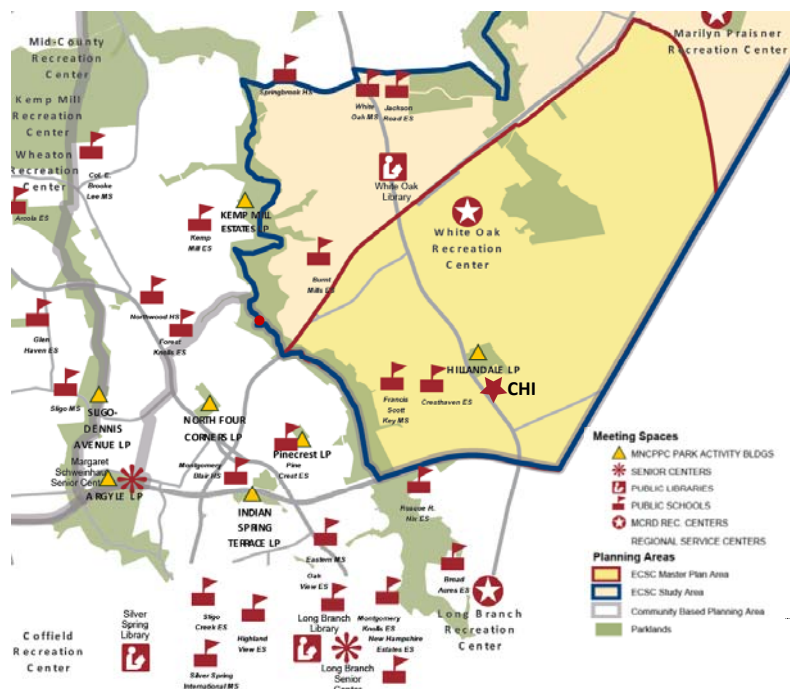 Mid-County
Recreation
Center
Kemp Mill
Recreation
Center
Wheaton
Recreation
Center
Arcola ES
Col. E.
Brooke
Lee MS
Springbrook HS
White
Oak MS
Jackson
Road ES
Marilyn Praisner
Recreation
Center
White Oak
Library
KEMP MILL
ESTATES LP
Kemp
Mill ES
White Oak
Recreation
Center
Burnt
Mills ES
Northwood HS
Forest
Knolls ES
Glen
Haven ES
Sligo MS
SLIGO-
DENNIS
AVENUE LP
NORTH FOUR
CORNERS LP
HILLANDALE LP
CHI
Francis
Scott
Key MS
Cresthaven ES
Pinecrest LP
Pine
Crest ES
Montgomery
Blair HS
Margaret
Schweinhaut
Senior Center
ARGYLE LP
INDIAN
SPRING
TERRACE LP
Roscoe R.
Nix ES
Eastern MS
Oak
View ES
Broad
Acres ES
Long Branch
Recreation
Center
Sligo
Creek ES
Highland
View ES
Silver
Spring
Library
Long Branch
Library
Montgomery
Knolls ES
New Hampshire
Estates ES
Long Branch
Senior
Center
Silver Spring
International MS
Coffield
Recreation
Center
Meeting Spaces
MNCPPC PARK ACTIVITY BLDGS
SENIOR CENTERS
PUBLIC LIBRARIES
PUBLIC SCHOOLS
MCRD REC. CENTERS
REGIONAL SERVICE CENTERS
Planning Areas
ECSC Master Plan Area
ECSC Study Area
Community Based Planning Area
Parklands